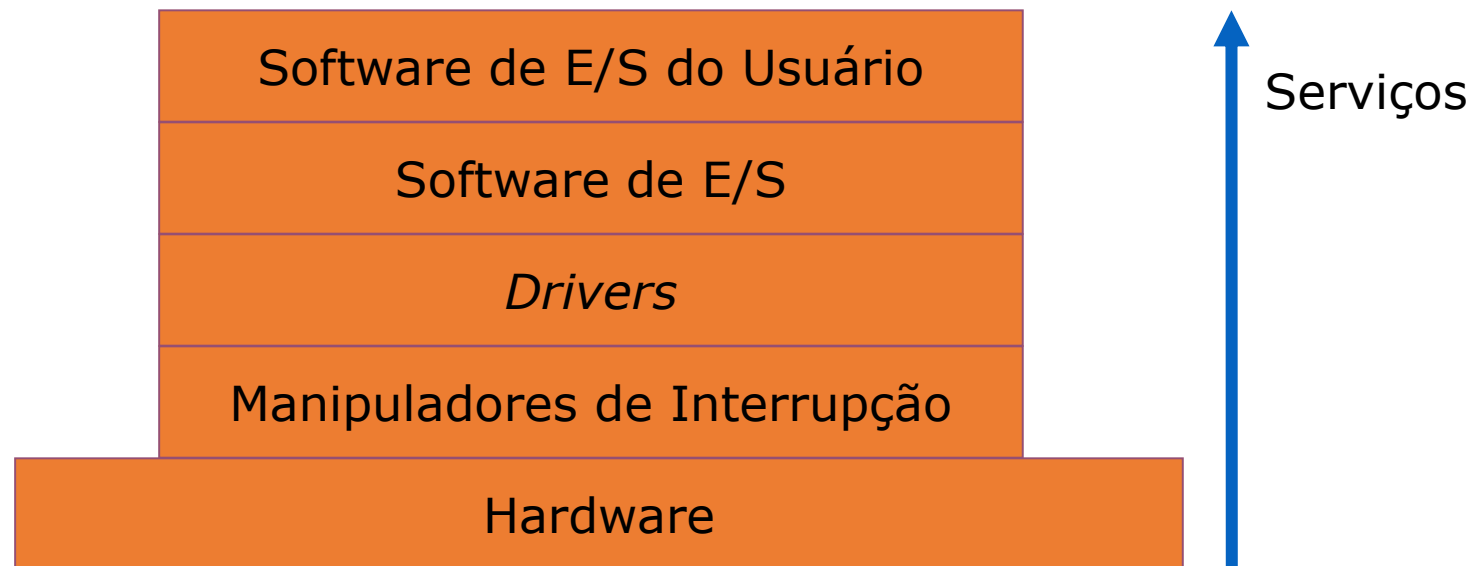 Software de E/S do Usuário
Serviços
Software de E/S
Drivers
Manipuladores de Interrupção
Hardware